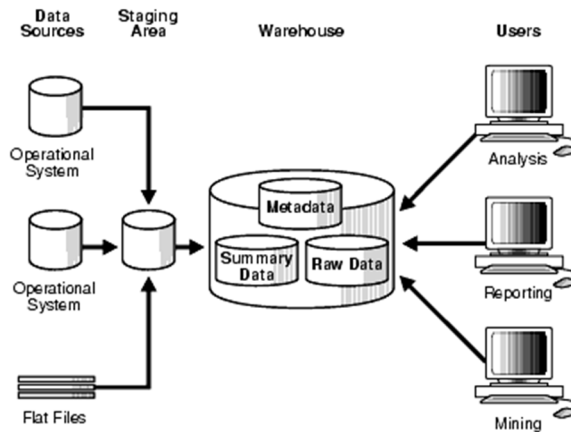 Data Sources
Staging Area
Warehouse
Users
Operational System
Operational System
Flat Files
Metadata
Summary Data
Raw Data
Analysis
Reporting
Mining